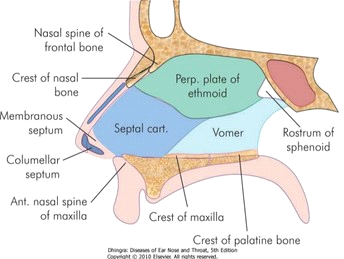 Nasal spine of
frontal bone
Crest of nasal
bone
Membranous
septum
Columellar
septum
Ant. nasal spine
of maxilla
Perp. plate of
ethmoid
Septal cart.
Vomer
Rostrum of
sphenoid
Crest of maxilla
Crest of palatine bone
Dhingra: Diseases of Ear Nose and Throat, 5th Edition
Copyright © 2010 Elsevier. All rights reserved.